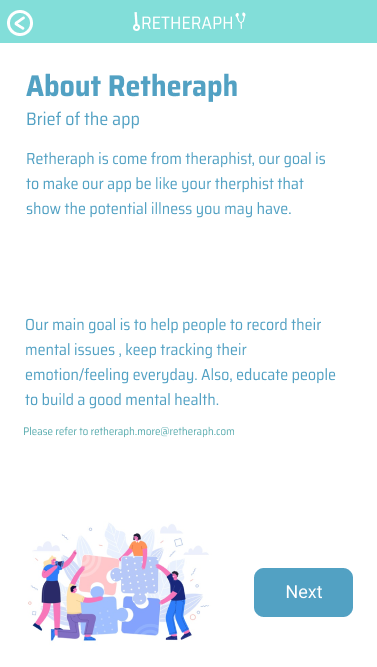 RETHERAPHY
About Retheraph
Brief of the app
Retheraph is come from theraphist, our goal is
to make our app be like your therphist that
show the potential illness you may have.
Our main goal is to help people to record their
mental issues , keep tracking their
emotion/feeling everyday. Also, educate people
to build a good mental health.
Please refer to retheraph.more@retheraph.com
Next